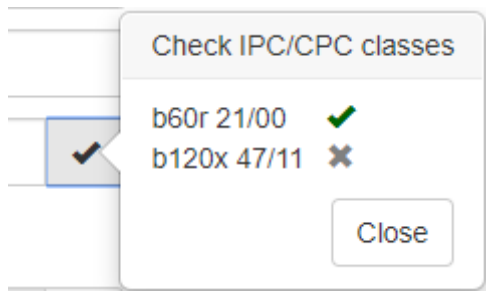 Check IPC/CPC classes
b60r 21/00
b120x 47/11
Close